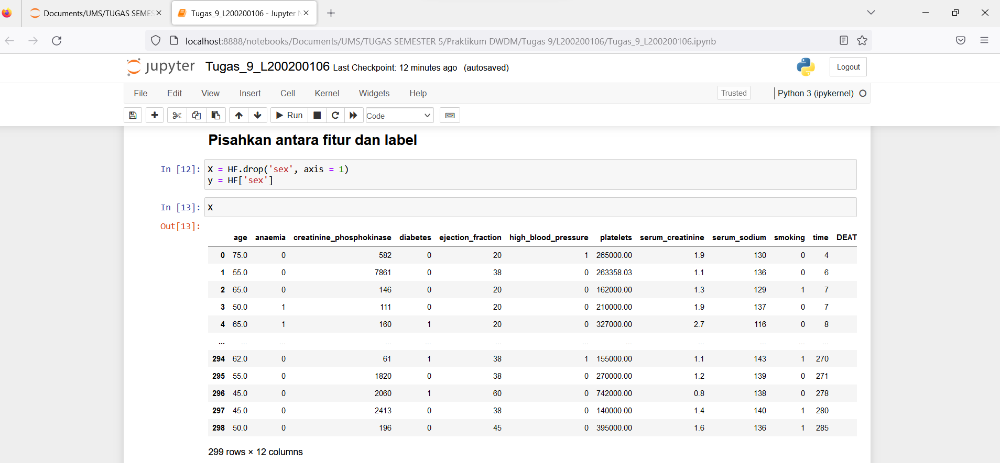 Documents/UMS/TUGAS SEMES
Tugas_9_L200200106 - Jupyter N
localhost:8888/notebooks/Documents/UMS/TUGAS SEMESTER 5/Praktikum DWDM/Tugas 9/L200200106/Tugas_9_L200200106.ipynb
jupyter Tugas_9_L200200106 Last Checkpoint: 12 minutes ago (autosaved) Logout
File Edit View Insert Cell Kernel Widgets Help Trusted Python 3 (ipykernel)
Run Code
Pisahkan antara fitur dan label
In [12]: X = HF.drop('sex', axis = 1)
y = HF['sex']
In [13]: X
Out[13]:
age anaemia creatinine_phosphokinase diabetes ejection_fraction high_blood_pressure platelets serum_creatinine serum_sodium smoking time DEAT
0 75.0 0 582 0 20 1 265000.00 1.9 130 0 4
1 55.0 0 7861 0 38 0 263358.03 1.1 136 0 6
2 65.0 0 146 0 20 0 162000.00 1.3 129 1 7
3 50.0 1 111 0 20 0 210000.00 1.9 137 0 7
4 65.0 1 160 1 20 0 327000.00 2.7 116 0 8
... ... ... ... ... ... ... ... ... ... ... ...
294 62.0 0 61 1 38 1 155000.00 1.1 143 1 270
295 55.0 0 1820 0 38 0 270000.00 1.2 139 0 271
296 45.0 0 2060 1 60 0 742000.00 0.8 138 0 278
297 45.0 0 2413 0 38 0 140000.00 1.4 140 1 280
298 50.0 0 196 0 45 0 395000.00 1.6 136 1 285
299 rows × 12 columns